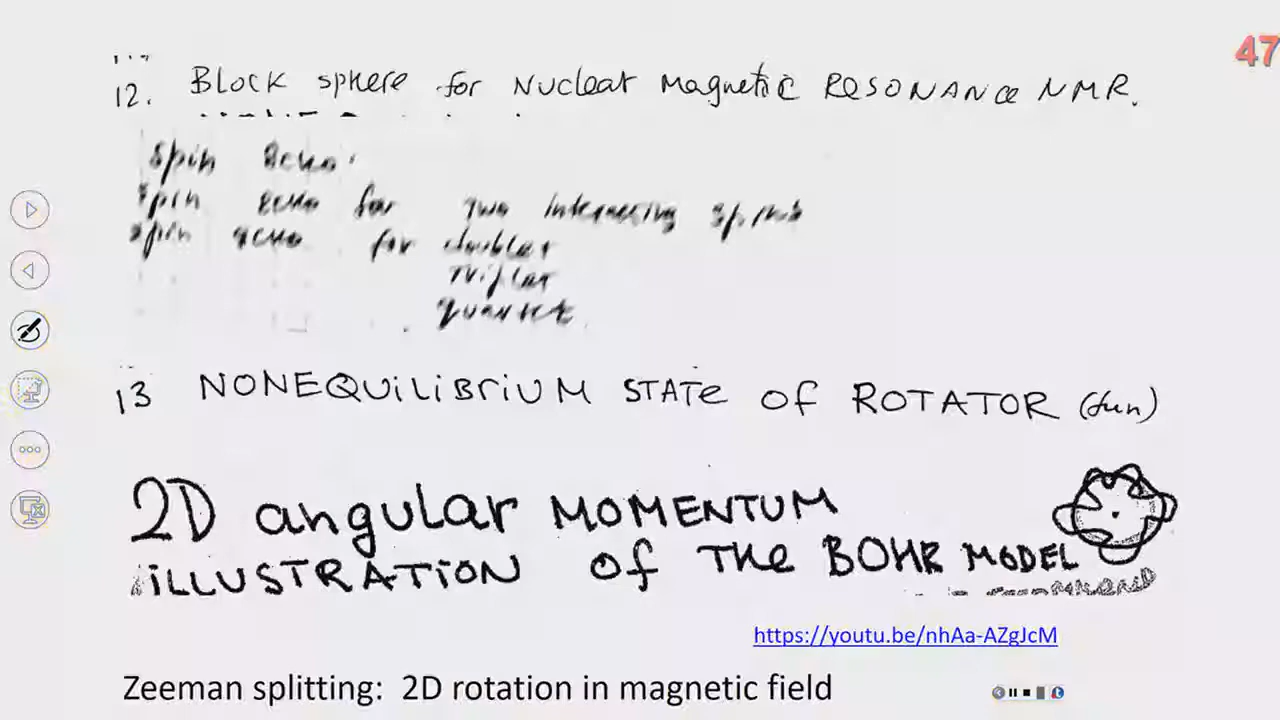 47
12. Block sphere for Nuclear Magnetic RESONANCe NMR.
Spin echo:
spin echo for two interacting spins
spin echo for doublet
triplet
quartet
13 NONEQUiLiBRiUM STATe of ROTATOR (fun)
2D angular MOMENTUM
iLLUSTRATiON of THe BOHR MODEL
https://youtu.be/nhAa-AZgJcM
Zeeman splitting: 2D rotation in magnetic field